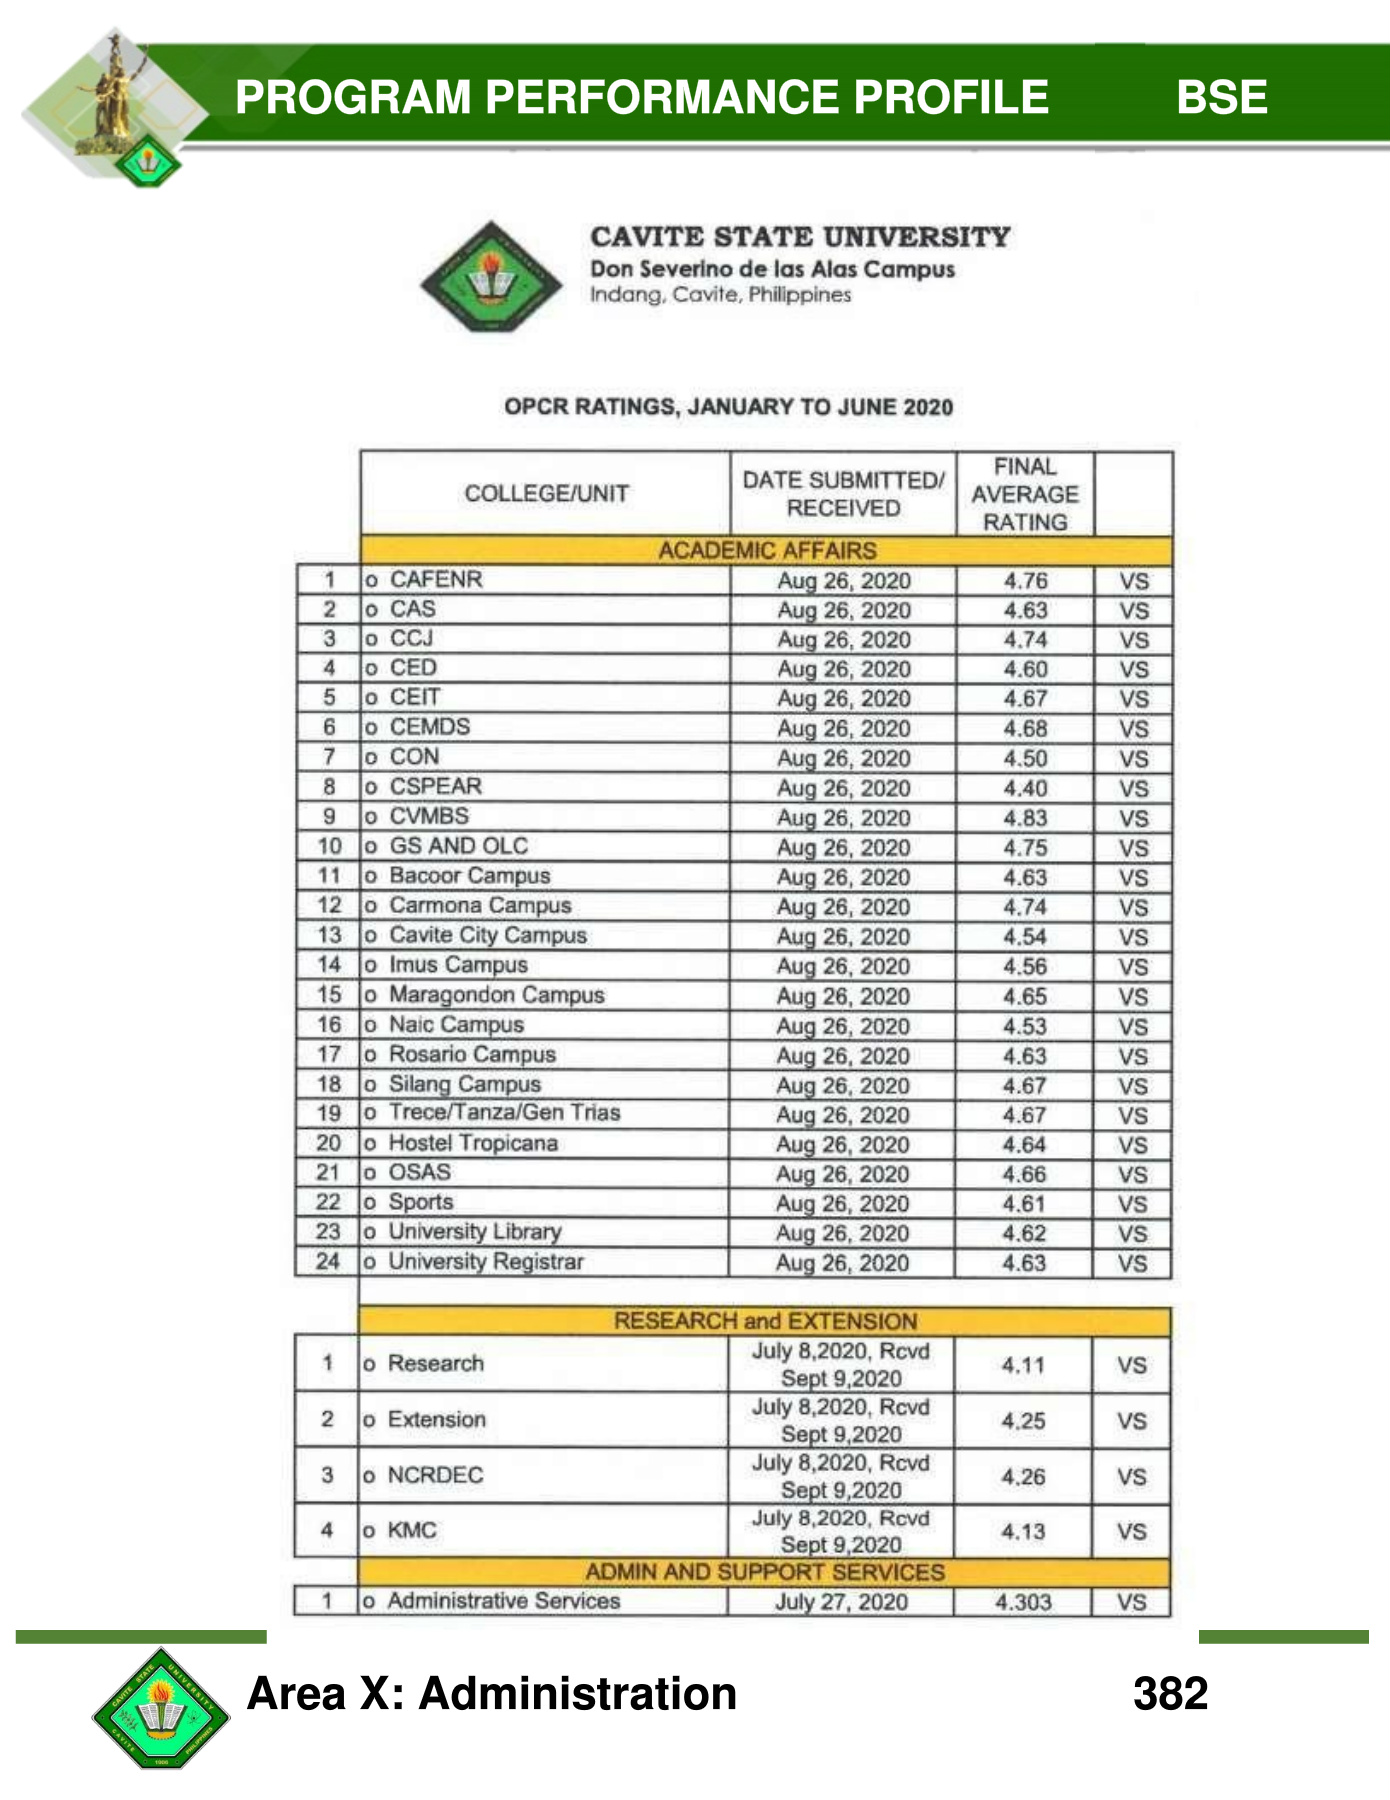 PROGRAM PERFORMANCE PROFILE BSE
CAVITE STATE UNIVERSITY
Don Severino de las Alas Campus
Indang, Cavite, Philippines
OPCR RATINGS, JANUARY TO JUNE 2020
COLLEGE/UNIT DATE SUBMITTED/ RECEIVED FINAL AVERAGE RATING
ACADEMIC AFFAIRS
1 o CAFENR Aug 26, 2020 4.76 VS
2 o CAS Aug 26, 2020 4.63 VS
3 o CCJ Aug 26, 2020 4.74 VS
4 o CED Aug 26, 2020 4.60 VS
5 o CEIT Aug 26, 2020 4.67 VS
6 o CEMDS Aug 26, 2020 4.68 VS
7 o CON Aug 26, 2020 4.50 VS
8 o CSPEAR Aug 26, 2020 4.40 VS
9 o CVMBS Aug 26, 2020 4.83 VS
10 o GS AND OLC Aug 26, 2020 4.75 VS
11 o Bacoor Campus Aug 26, 2020 4.63 VS
12 o Carmona Campus Aug 26, 2020 4.74 VS
13 o Cavite City Campus Aug 26, 2020 4.54 VS
14 o Imus Campus Aug 26, 2020 4.56 VS
15 o Maragondon Campus Aug 26, 2020 4.65 VS
16 o Naic Campus Aug 26, 2020 4.53 VS
17 o Rosario Campus Aug 26, 2020 4.63 VS
18 o Silang Campus Aug 26, 2020 4.67 VS
19 o Trece/Tanza/Gen Trias Aug 26, 2020 4.67 VS
20 o Hostel Tropicana Aug 26, 2020 4.64 VS
21 o OSAS Aug 26, 2020 4.66 VS
22 o Sports Aug 26, 2020 4.61 VS
23 o University Library Aug 26, 2020 4.62 VS
24 o University Registrar Aug 26, 2020 4.63 VS
RESEARCH and EXTENSION
1 o Research July 8,2020, Rcvd Sept 9,2020 4.11 VS
2 o Extension July 8,2020, Rcvd Sept 9,2020 4.25 VS
3 o NCRDEC July 8,2020, Rcvd Sept 9,2020 4.26 VS
4 o KMC July 8,2020, Rcvd Sept 9,2020 4.13 VS
ADMIN AND SUPPORT SERVICES
1 o Administrative Services July 27, 2020 4.303 VS
CAVITE STATE UNIVERSITY
CAVITE 1906 PHILIPPINES
Area X: Administration 382